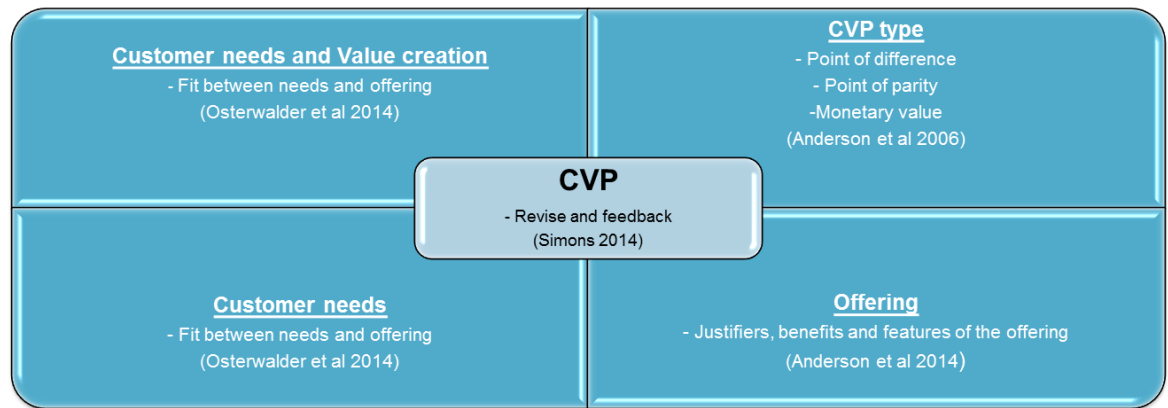 Customer needs and Value creation
- Fit between needs and offering
(Osterwalder et al 2014)
CVP type
- Point of difference
- Point of parity
-Monetary value
(Anderson et al 2006)
CVP
- Revise and feedback
(Simons 2014)
Customer needs
- Fit between needs and offering
(Osterwalder et al 2014)
Offering
- Justifiers, benefits and features of the offering
(Anderson et al 2014)